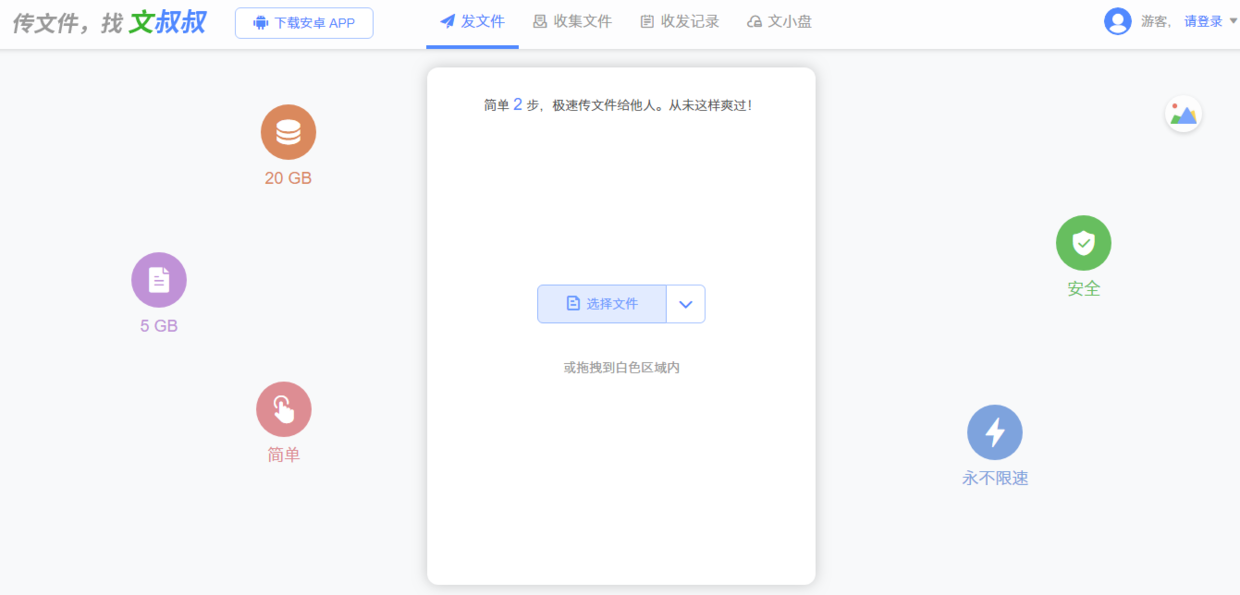 传文件，找 文叔叔
下载安卓 APP
发文件
收集文件
收发记录
文小盘
游客，
请登录
简单 2 步，极速传文件给他人。从未这样爽过！
20 GB
5 GB
简单
选择文件
或拖拽到白色区域内
安全
永不限速